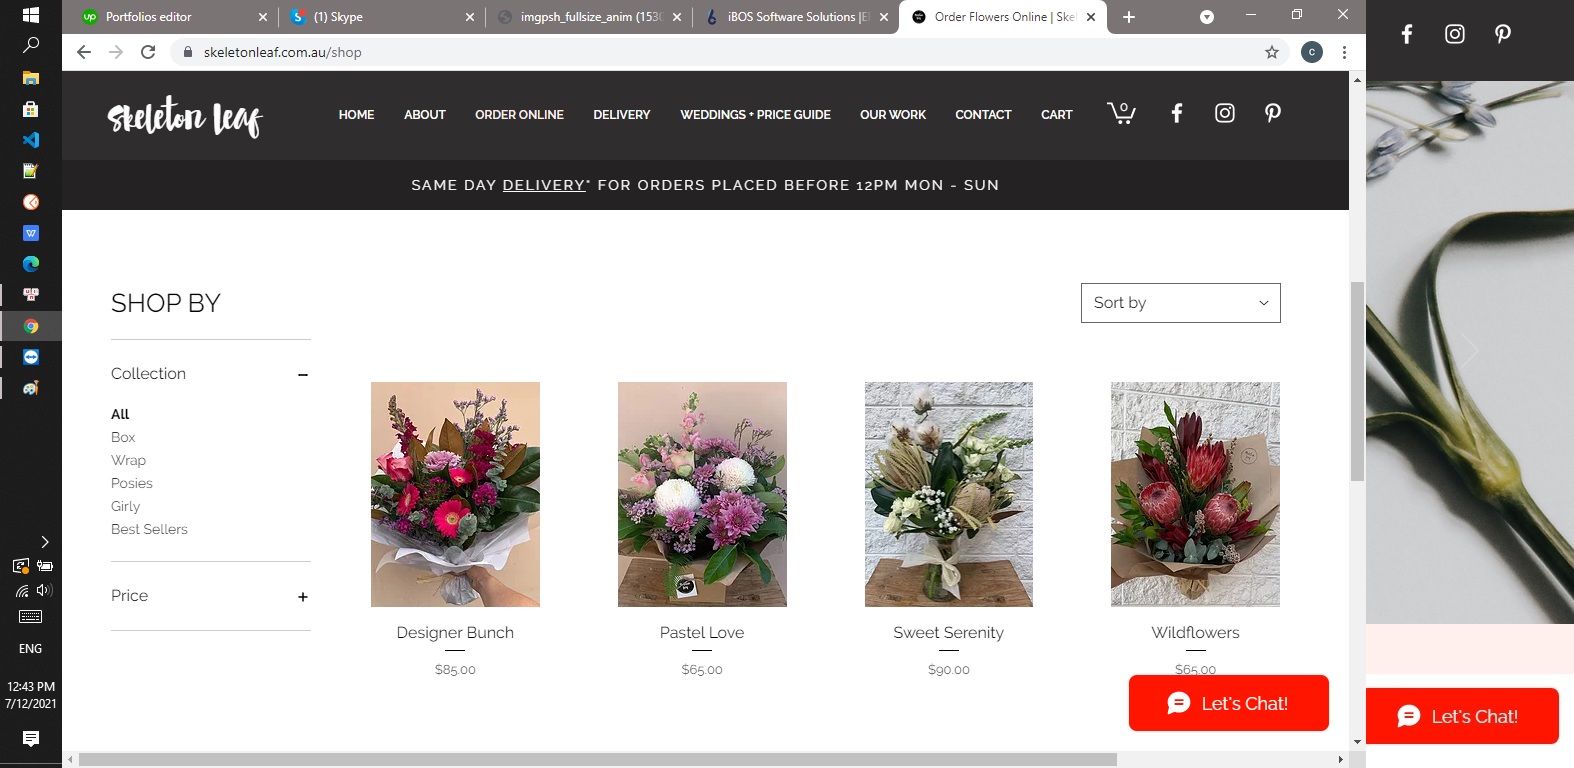 Portfolios editor
(1) Skype
imgpsh_fullsize_anim (1530
iBOS Software Solutions |E
Order Flowers Online | Ske
skeletonleaf.com.au/shop
c
skeleton leaf
HOME ABOUT ORDER ONLINE DELIVERY WEDDINGS + PRICE GUIDE OUR WORK CONTACT CART 0
SAME DAY DELIVERY* FOR ORDERS PLACED BEFORE 12PM MON - SUN
SHOP BY
Sort by
Collection
All
Box
Wrap
Posies
Girly
Best Sellers
Price
Designer Bunch
$85.00
Pastel Love
$65.00
Sweet Serenity
$90.00
Wildflowers
$65.00
Let's Chat!
Let's Chat!
ENG
12:43 PM
7/12/2021